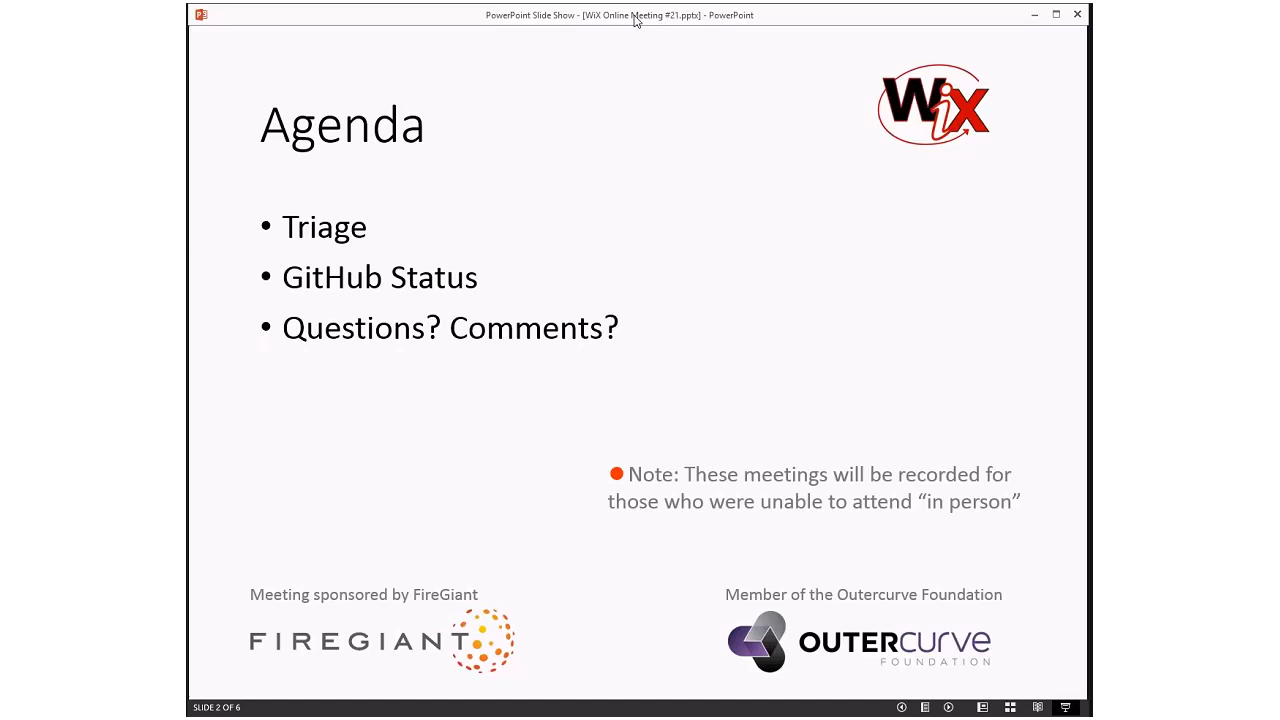 PowerPoint Slide Show - [WiX Online Meeting #21.pptx] - PowerPoint
WiX
Agenda
• Triage
• GitHub Status
• Questions? Comments?
Note: These meetings will be recorded for
those who were unable to attend “in person”
Meeting sponsored by FireGiant
FIREGIANT
Member of the Outercurve Foundation
OUTERCURVE
FOUNDATION
SLIDE 2 OF 6